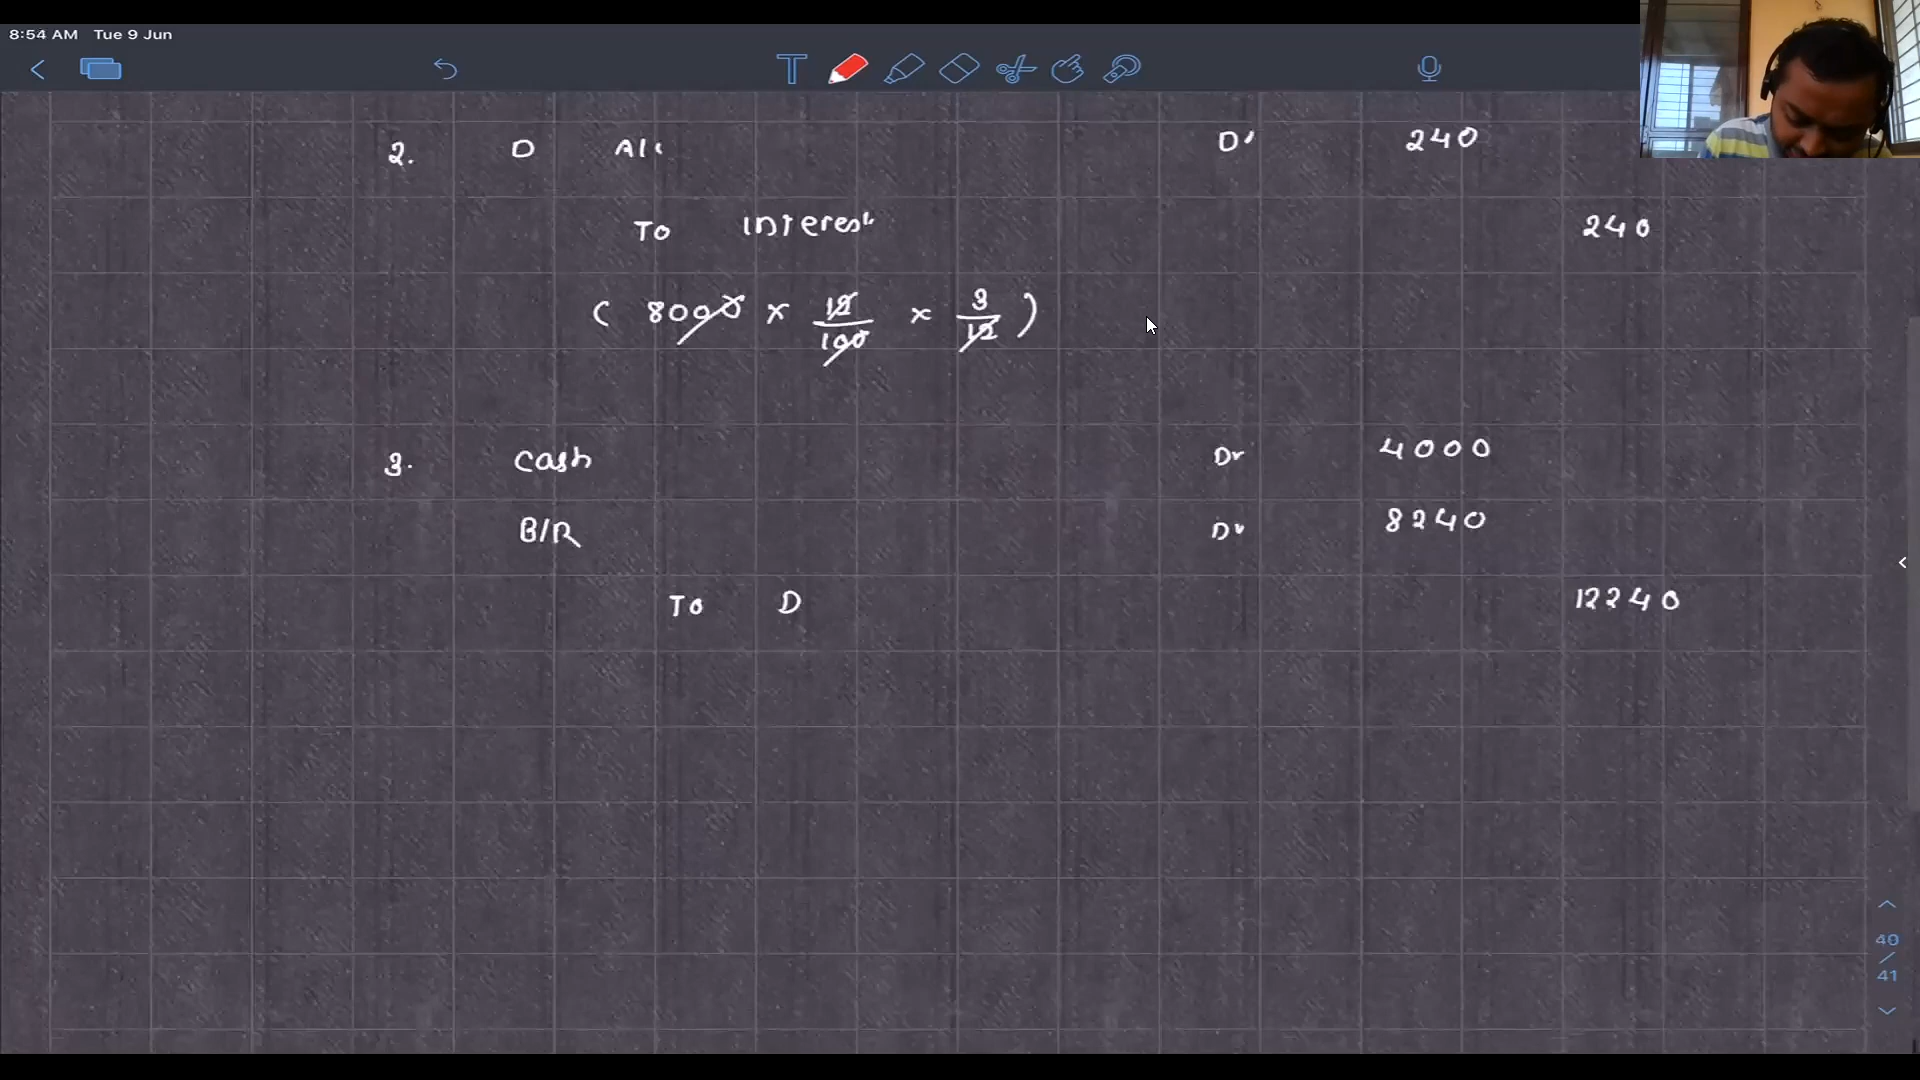 8:54 AM Tue 9 Jun
2. D A/c Dr 240
To Interest 240
( 8000 × 12/100 × 3/12 )
3. Cash Dr 4000
B/R Dr 8240
To D 12240
40
/
41